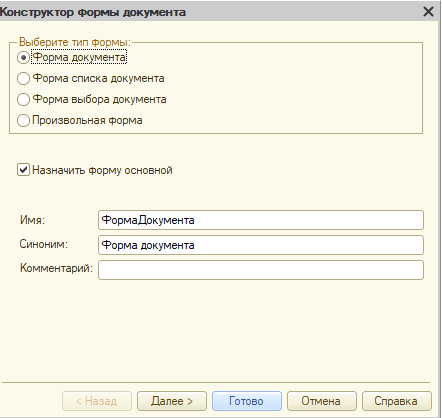 Конструктор формы документа
Выберите тип формы:
Форма документа
Форма списка документа
Форма выбора документа
Произвольная форма
Назначить форму основной
Имя: ФормаДокумента
Синоним: Форма документа
Комментарий:
< Назад Далее > Готово Отмена Справка